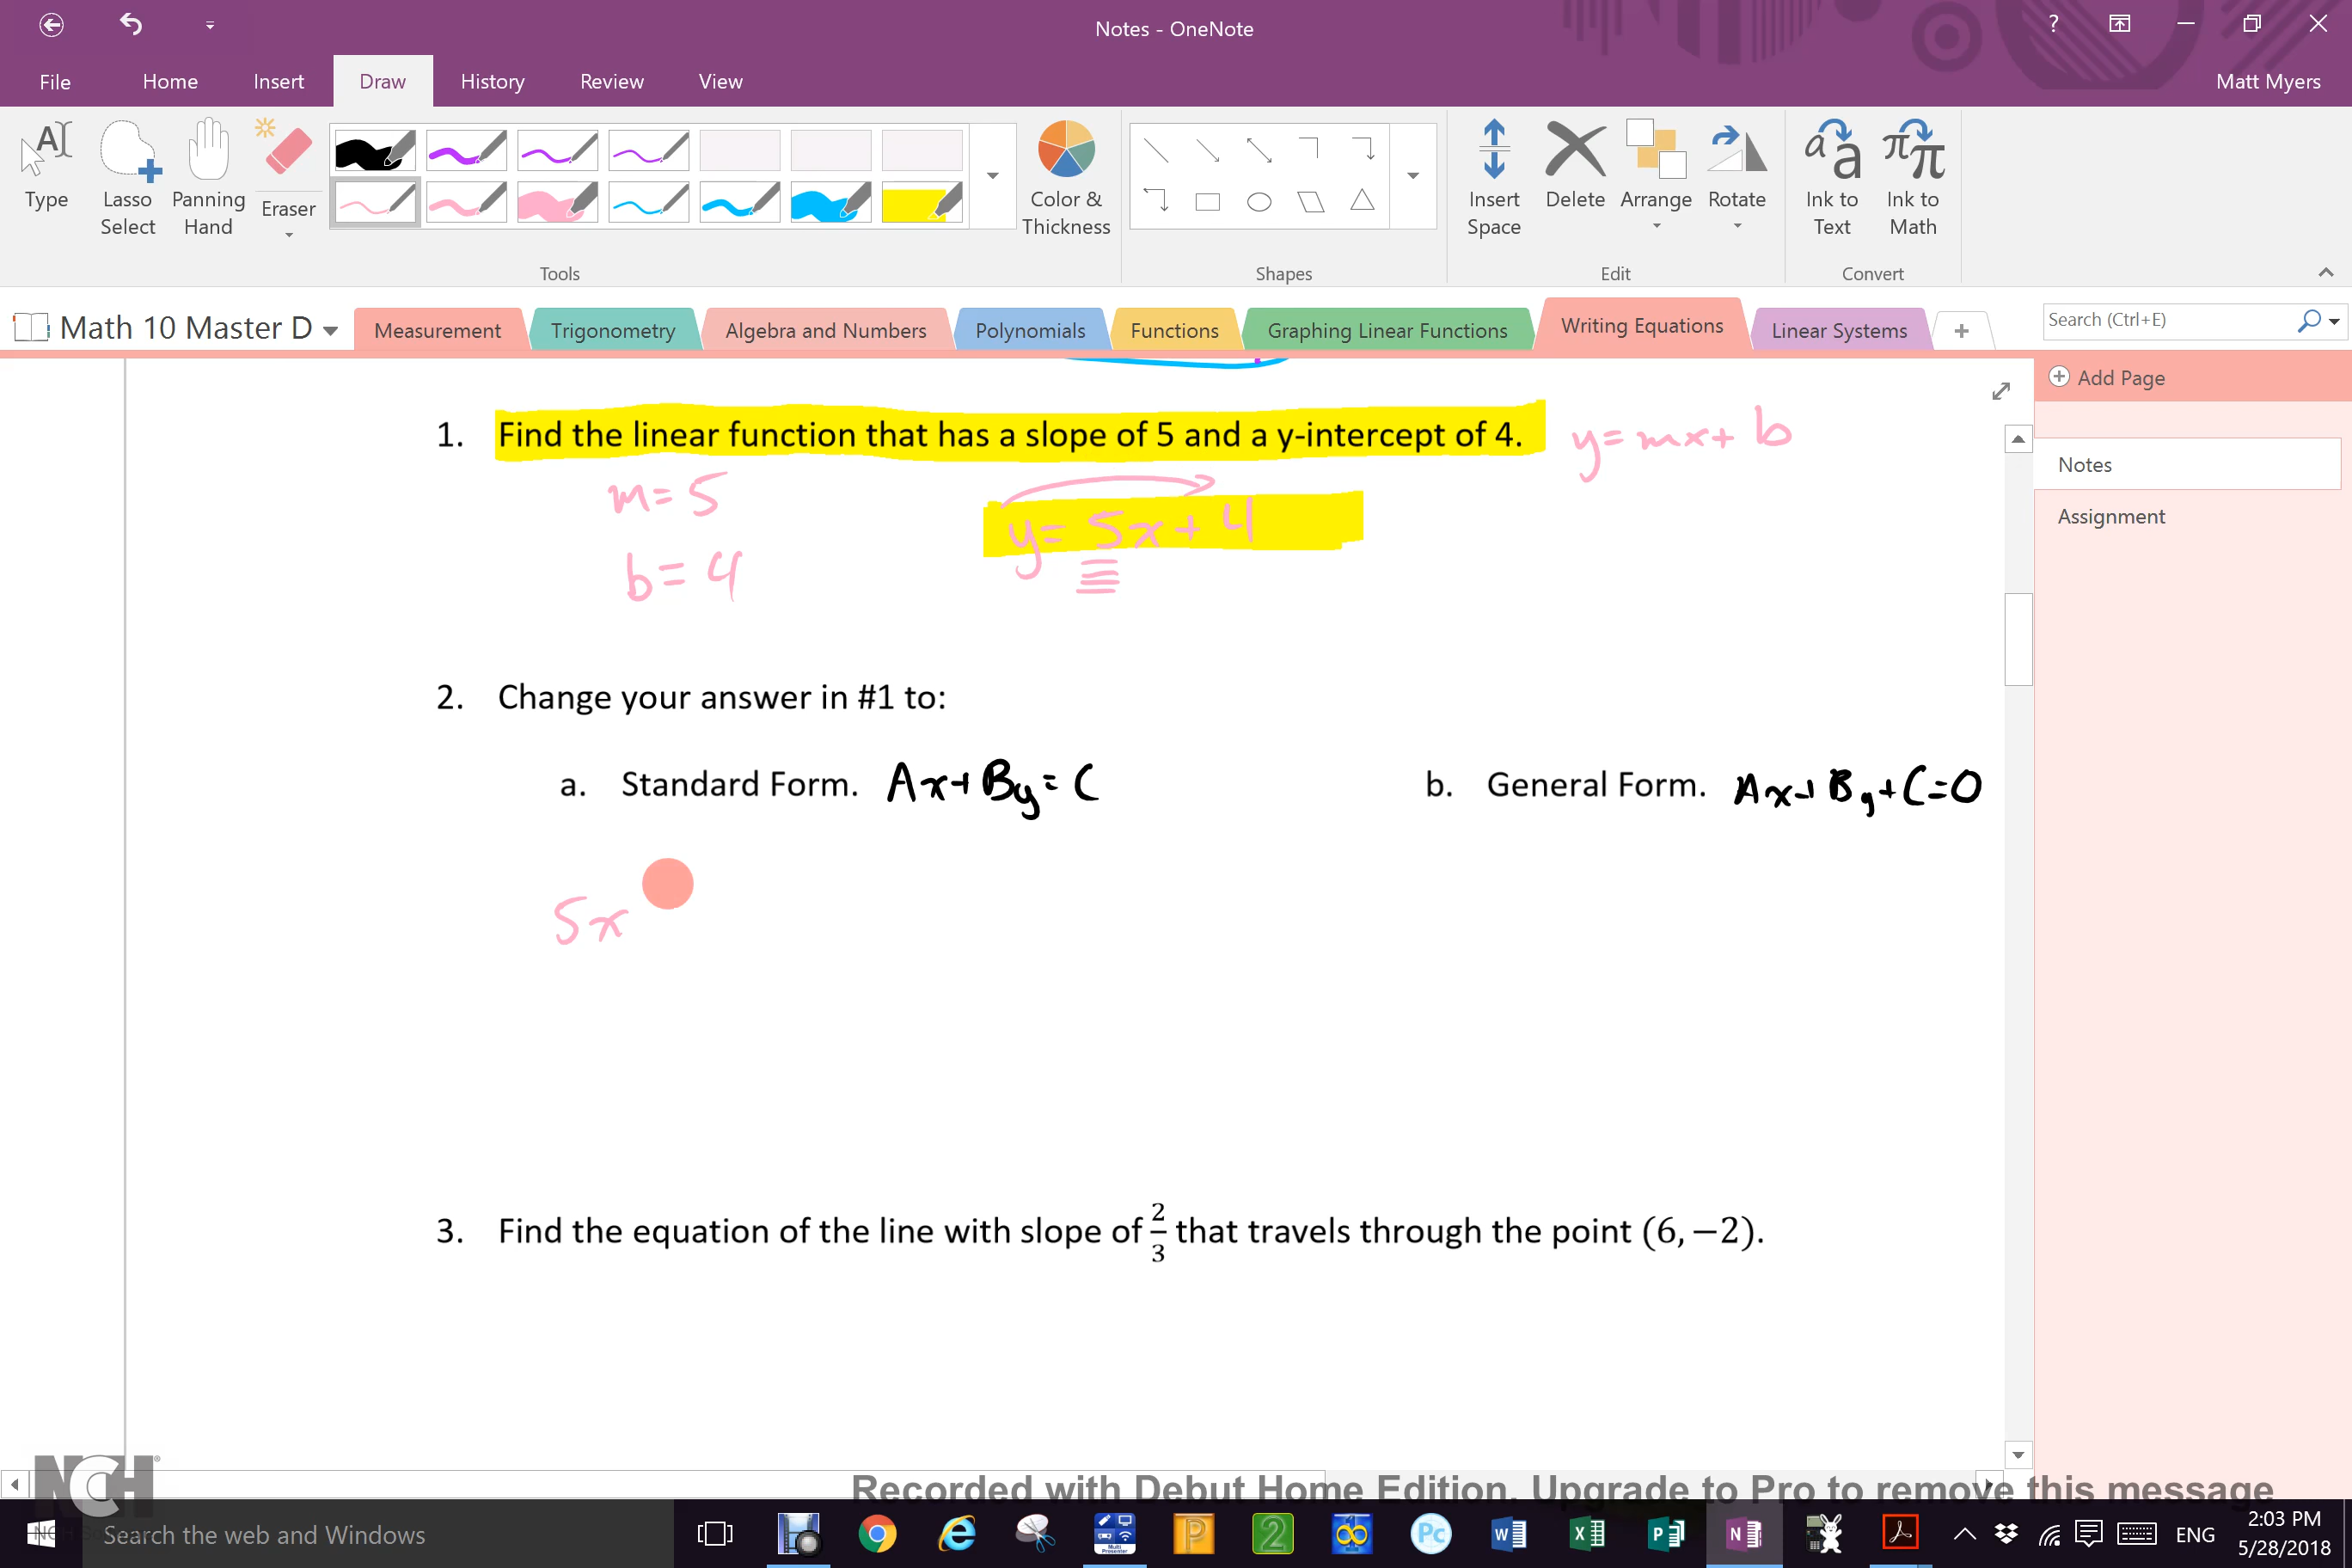 Notes - OneNote
?
File Home Insert Draw History Review View Matt Myers
Type Lasso Select Panning Hand Eraser Color & Thickness Insert Space Delete Arrange Rotate Ink to Text Ink to Math
Tools Shapes Edit Convert
Math 10 Master D Measurement Trigonometry Algebra and Numbers Polynomials Functions Graphing Linear Functions Writing Equations Linear Systems + Search (Ctrl+E)
Add Page
Notes
Assignment
1. Find the linear function that has a slope of 5 and a y-intercept of 4. y=mx+b
m=5 y=5x+4
b=4
2. Change your answer in #1 to:
a. Standard Form. Ax+By=C b. General Form. Ax+By+C=0
5x
3. Find the equation of the line with slope of 2/3 that travels through the point (6,−2).
NCH
Recorded with Debut Home Edition. Upgrade to Pro to remove this message
Search the web and Windows
ENG
2:03 PM
5/28/2018